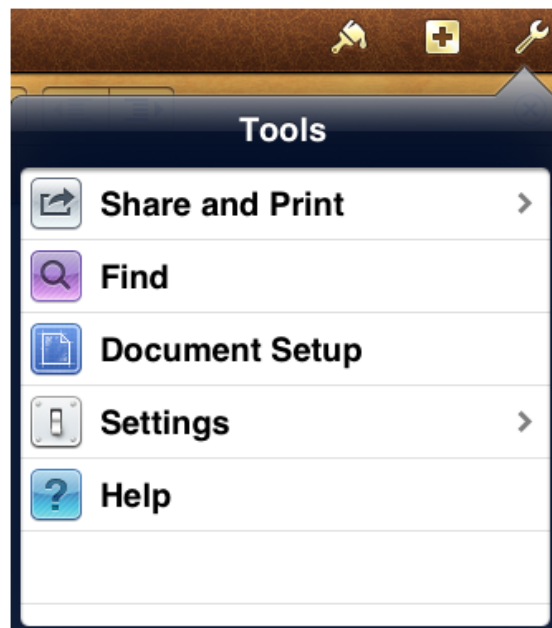 Tools
Share and Print
Find
Document Setup
Settings
Help